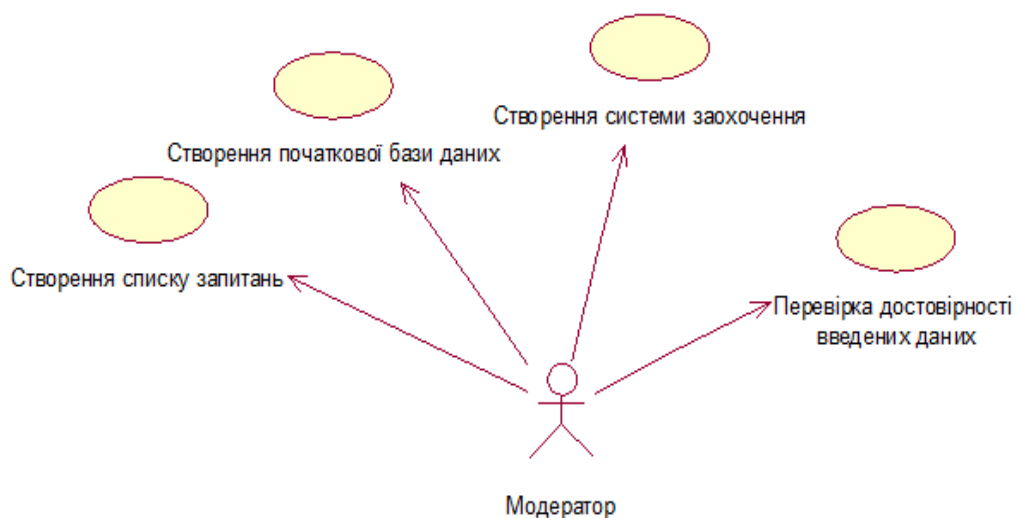 Створення системи заохочення
Створення початкової бази даних
Створення списку запитань
Перевірка достовірності
введених даних
Модератор